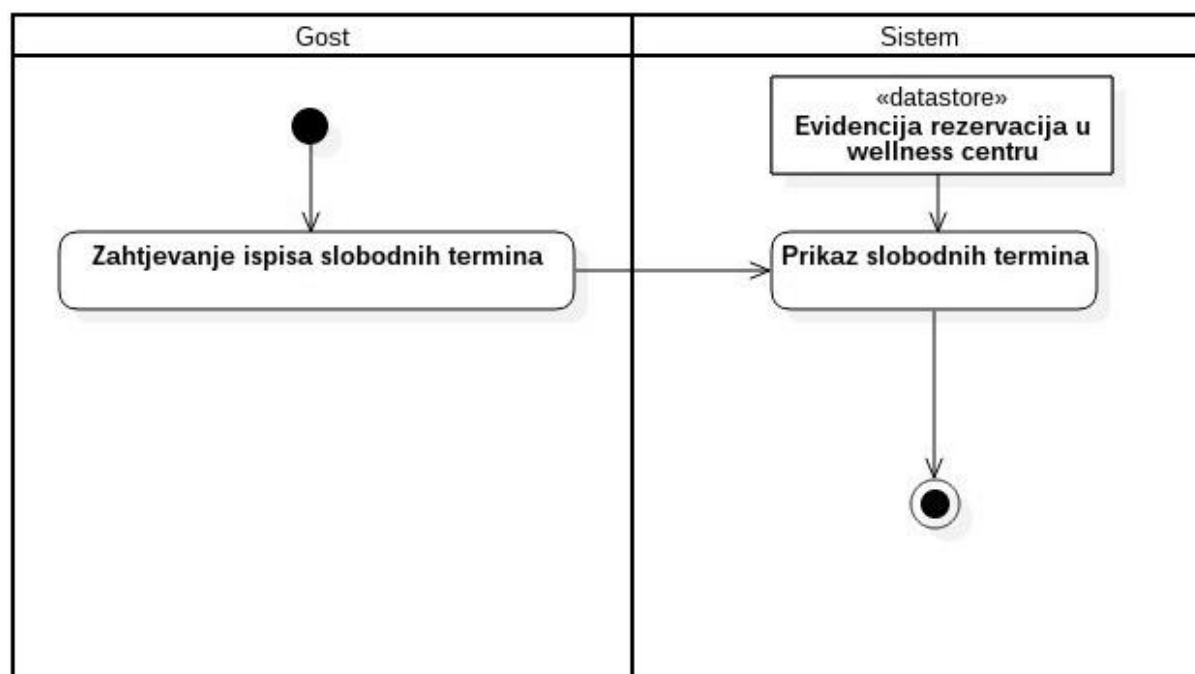 Gost
Sistem
«datastore»
Evidencija rezervacija u
wellness centru
Zahtjevanje ispisa slobodnih termina
Prikaz slobodnih termina